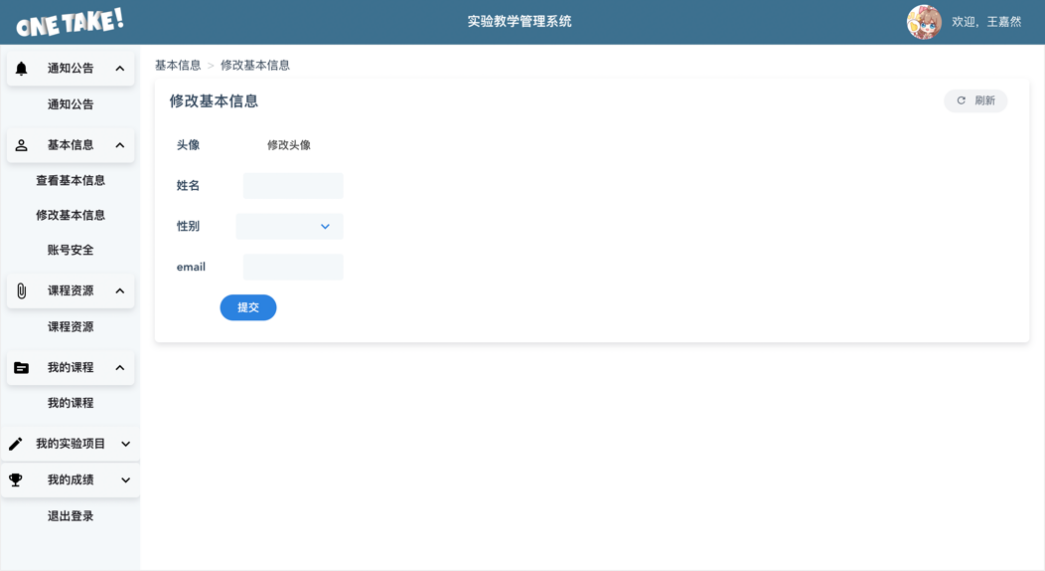 ONE TAKE!
实验教学管理系统
欢迎，王嘉然
通知公告
通知公告
基本信息
查看基本信息
修改基本信息
账号安全
课程资源
课程资源
我的课程
我的课程
我的实验项目
我的成绩
退出登录
基本信息 > 修改基本信息
修改基本信息
刷新
头像 修改头像
姓名
性别
email
提交